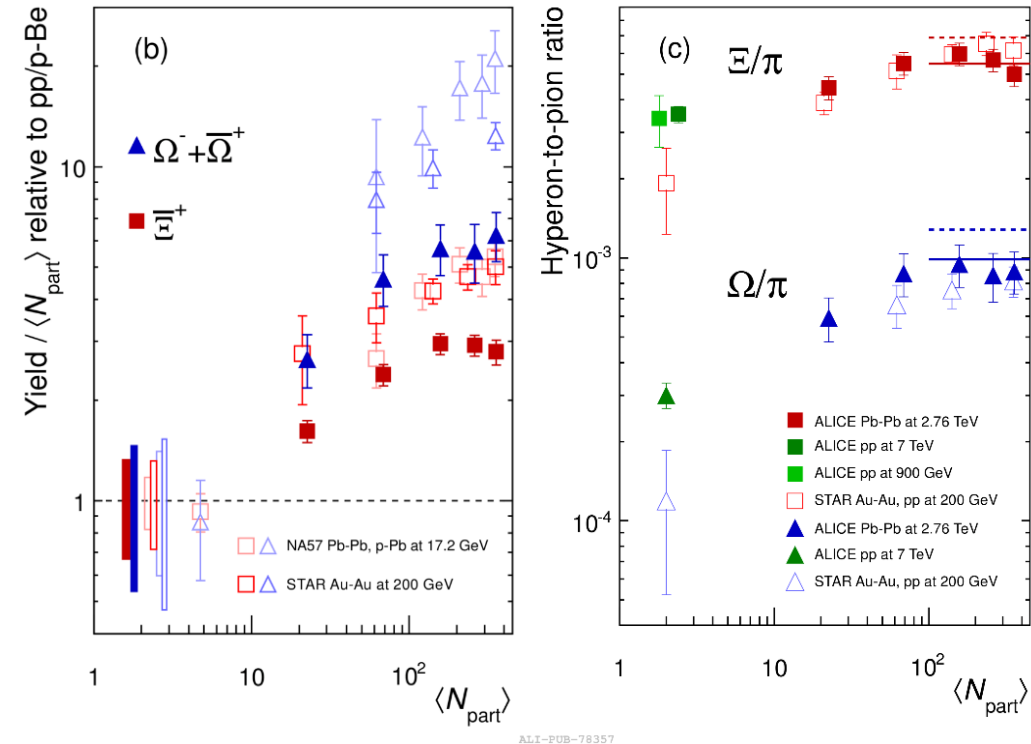 Yield / ⟨N_part⟩ relative to pp/p-Be
(b)
Ω⁻+Ω̅⁺
Ξ̅⁺
NA57 Pb-Pb, p-Pb at 17.2 GeV
STAR Au-Au at 200 GeV
10
1
1
10
10²
⟨N_part⟩
Hyperon-to-pion ratio
(c)
Ξ/π
Ω/π
ALICE Pb-Pb at 2.76 TeV
ALICE pp at 7 TeV
ALICE pp at 900 GeV
STAR Au-Au, pp at 200 GeV
ALICE Pb-Pb at 2.76 TeV
ALICE pp at 7 TeV
STAR Au-Au, pp at 200 GeV
10⁻³
10⁻⁴
1
10
10²
⟨N_part⟩
ALI-PUB-78357